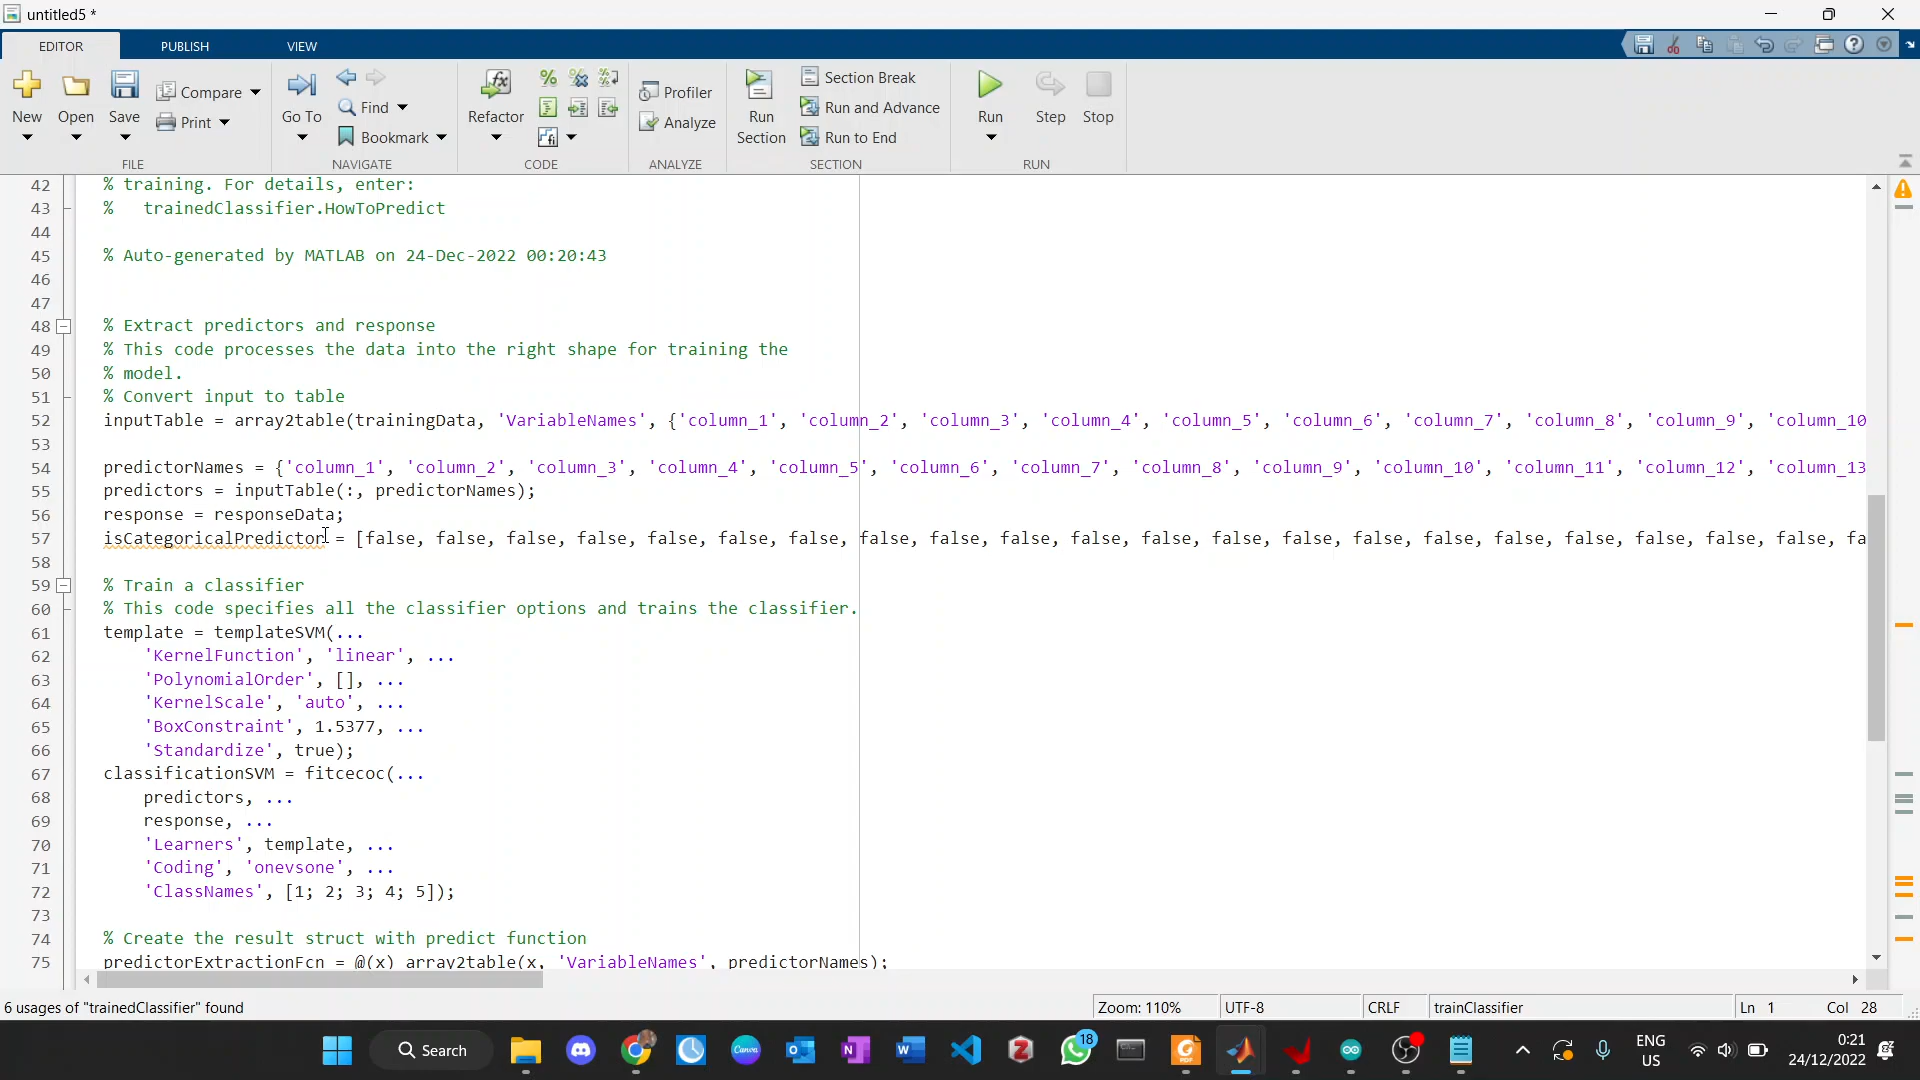 untitled5 *
EDITOR
PUBLISH
VIEW
New
Open
Save
Compare
Print
FILE
Go To
Find
Bookmark
NAVIGATE
Refactor
CODE
Profiler
Analyze
ANALYZE
Run Section
Section Break
Run and Advance
Run to End
SECTION
Run
Step
Stop
RUN
42 % training. For details, enter:
43 %   trainedClassifier.HowToPredict
44
45 % Auto-generated by MATLAB on 24-Dec-2022 00:20:43
46
47
48 % Extract predictors and response
49 % This code processes the data into the right shape for training the
50 % model.
51 % Convert input to table
52 inputTable = array2table(trainingData, 'VariableNames', {'column_1', 'column_2', 'column_3', 'column_4', 'column_5', 'column_6', 'column_7', 'column_8', 'column_9', 'column_10
53
54 predictorNames = {'column_1', 'column_2', 'column_3', 'column_4', 'column_5', 'column_6', 'column_7', 'column_8', 'column_9', 'column_10', 'column_11', 'column_12', 'column_13
55 predictors = inputTable(:, predictorNames);
56 response = responseData;
57 isCategoricalPredictor = [false, false, false, false, false, false, false, false, false, false, false, false, false, false, false, false, false, false, false, false, false, fa
58
59 % Train a classifier
60 % This code specifies all the classifier options and trains the classifier.
61 template = templateSVM(...
62     'KernelFunction', 'linear', ...
63     'PolynomialOrder', [], ...
64     'KernelScale', 'auto', ...
65     'BoxConstraint', 1.5377, ...
66     'Standardize', true);
67 classificationSVM = fitcecoc(...
68     predictors, ...
69     response, ...
70     'Learners', template, ...
71     'Coding', 'onevsone', ...
72     'ClassNames', [1; 2; 3; 4; 5]);
73
74 % Create the result struct with predict function
75 predictorExtractionFcn = @(x) array2table(x, 'VariableNames', predictorNames);
6 usages of "trainedClassifier" found
Zoom: 110%
UTF-8
CRLF
trainClassifier
Ln 1
Col 28
Search
18
ENG
US
0:21
24/12/2022